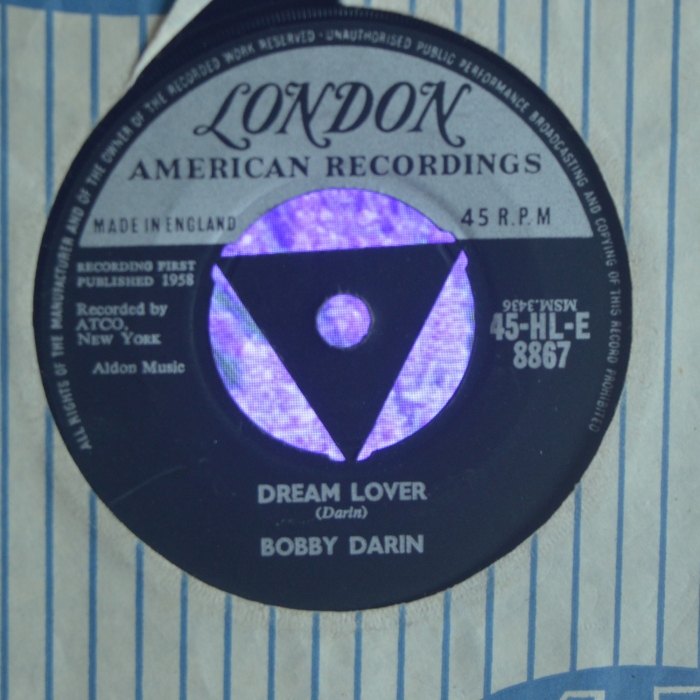 ALL RIGHTS OF THE MANUFACTURER AND OF THE OWNER OF THE RECORDED WORK RESERVED · UNAUTHORISED PUBLIC PERFORMANCE BROADCASTING AND COPYING OF THIS RECORD PROHIBITED
LONDON
AMERICAN RECORDINGS
MADE IN ENGLAND
45 R.P.M
RECORDING FIRST
PUBLISHED 1958
Recorded by
ATCO,
NEW YORK
Aldon Music
MSM.3436
45-HL-E
8867
DREAM LOVER
(Darin)
BOBBY DARIN